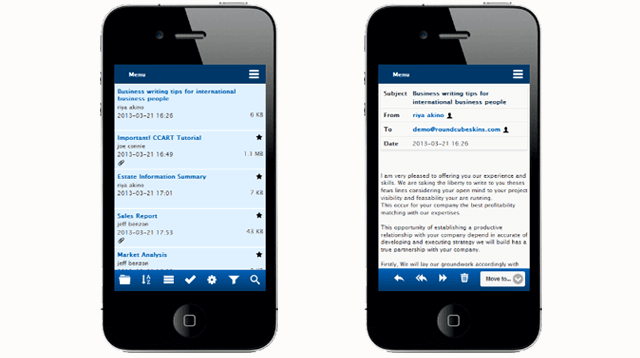 Menu
Business writing tips for international
business people
riya akino
2013-03-21 16:26
6 KB
Important! CCART Tutorial
joe connie
2013-03-21 16:49
1.3 MB
Estate Information Summary
riya akino
2013-03-21 17:01
7 KB
Sales Report
jeff benzoe
2013-03-21 17:53
43 KB
Market Analysis
jeff benzoe
Menu
Subject
Business writing tips for
international business people
From
riya akino
To
demo@roundcubeskins.com
Date
2013-03-21 16:26
I am very pleased to offering you our experience and
skills. We are taking the liberty to write to you theses
fews lines considering your open mind to your project
visibility and feasability your are running.
This occur for your company the best profitability
matching with our expertises.
This opportunity of establishing a productive
relationship with your company depend in accurate of
developing and executing strategy we will build has a
true partnership with your company.
Firstly, We will lay our groundwork accordingly with
Move to...